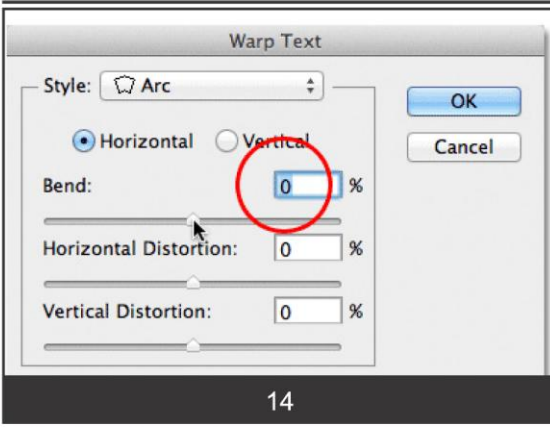 Warp Text
Style: Arc
OK
Horizontal Vertical
Cancel
Bend: 0 %
Horizontal Distortion: 0 %
Vertical Distortion: 0 %
14